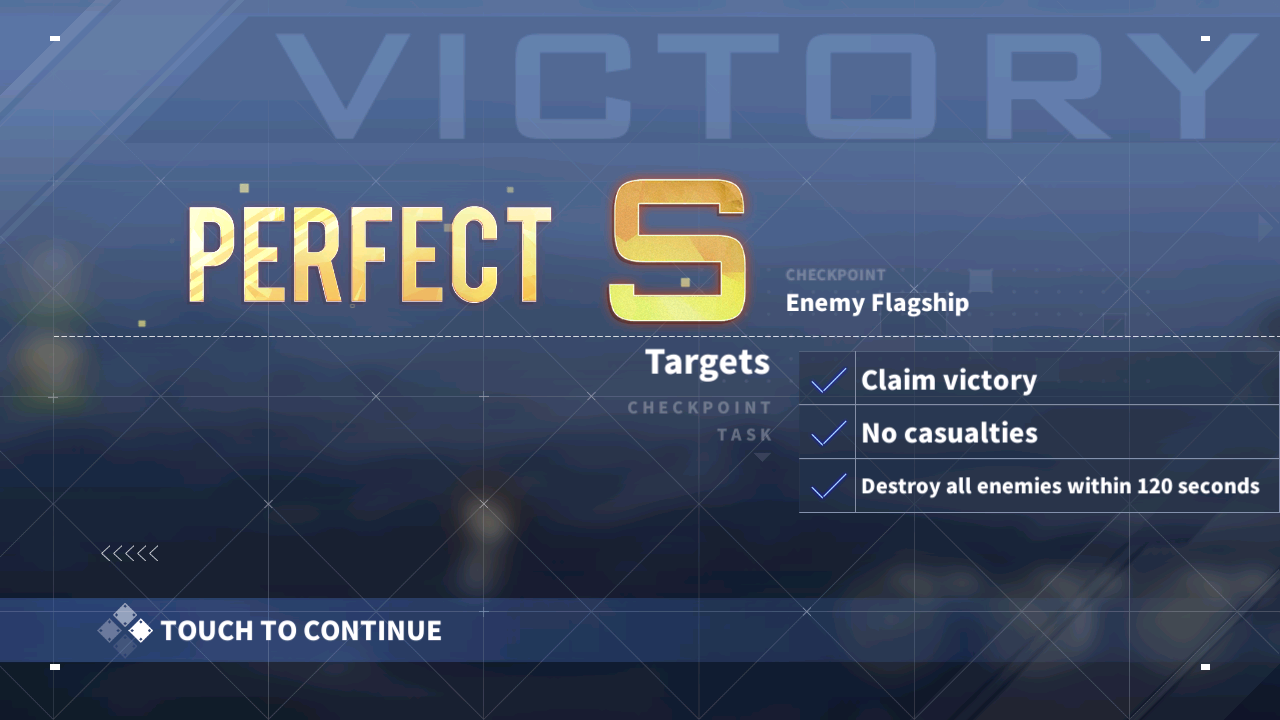 VICTORY
PERFECT S
CHECKPOINT
Enemy Flagship
Targets
CHECKPOINT
TASK
Claim victory
No casualties
Destroy all enemies within 120 seconds
TOUCH TO CONTINUE